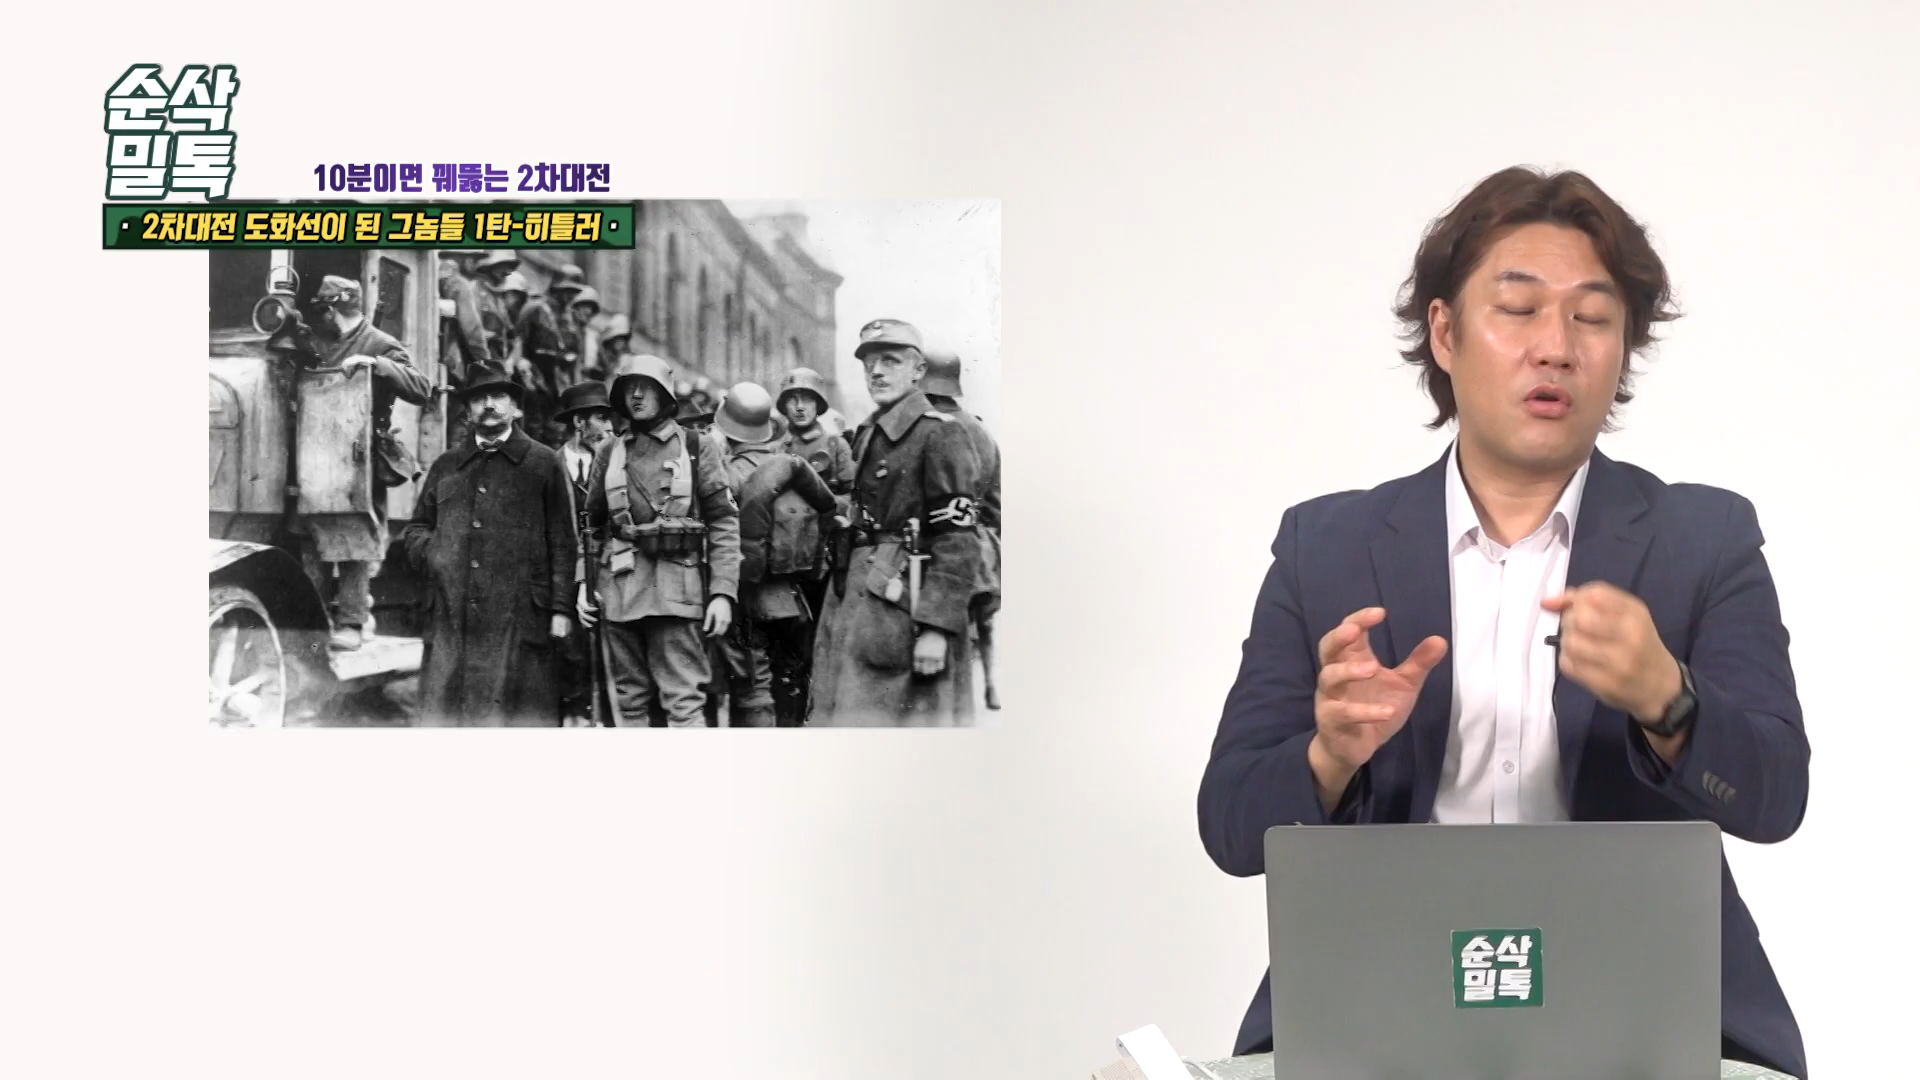 순삭
밀톡
10분이면 꿰뚫는 2차대전
· 2차대전 도화선이 된 그놈들 1탄-히틀러 ·
순삭
밀톡